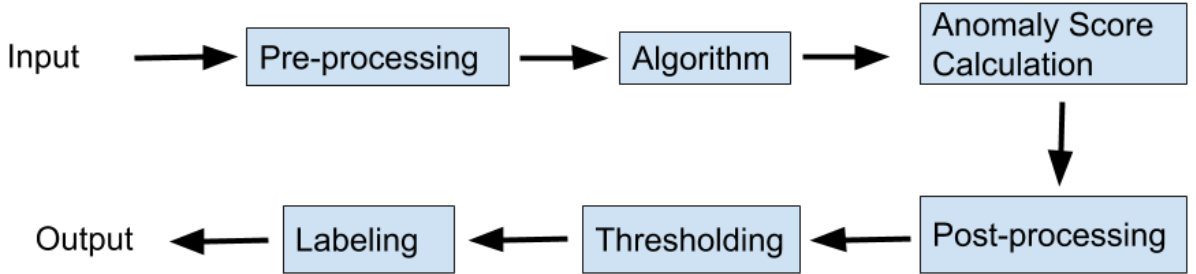 Input
Pre-processing
Algorithm
Anomaly Score
Calculation
Post-processing
Thresholding
Labeling
Output